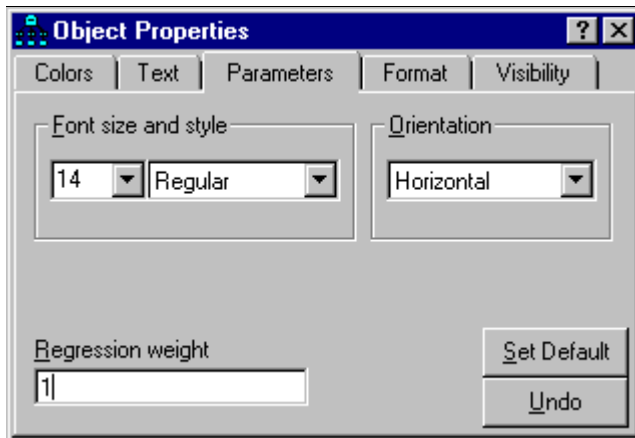 Object Properties
Colors Text Parameters Format Visibility
Font size and style Orientation
14 Regular Horizontal
Regression weight
1
Set Default
Undo